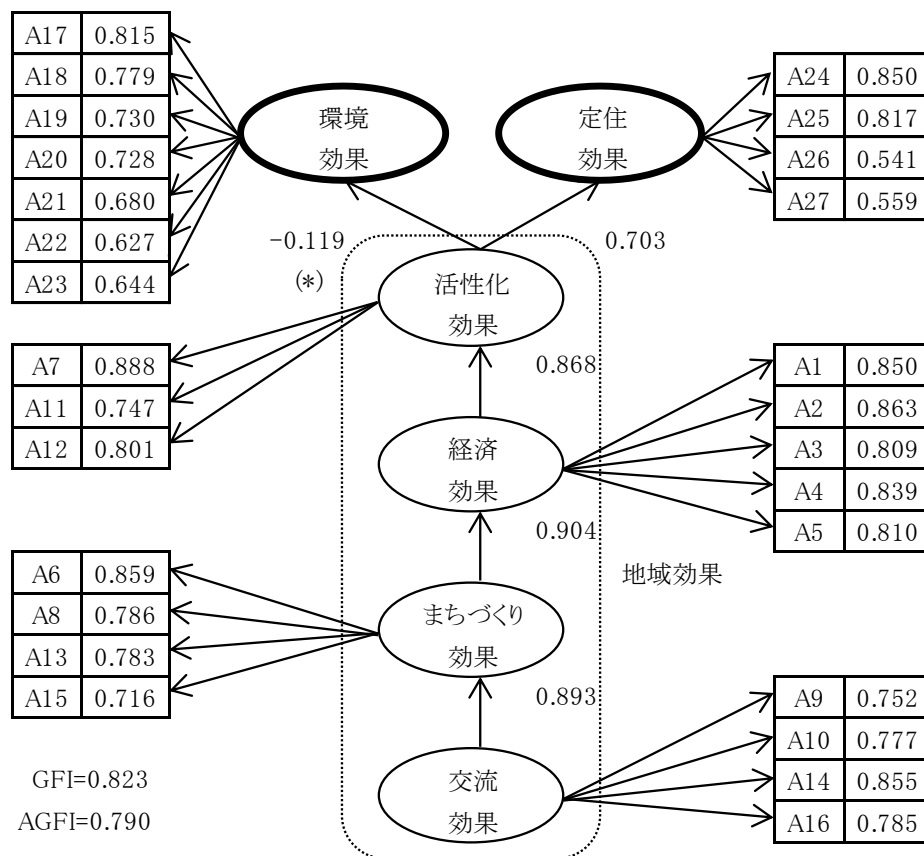 A17 0.815
A18 0.779
A19 0.730
A20 0.728
A21 0.680
A22 0.627
A23 0.644
環境
効果
定住
効果
A24 0.850
A25 0.817
A26 0.541
A27 0.559
-0.119
(*)
0.703
活性化
効果
A7 0.888
A11 0.747
A12 0.801
0.868
経済
効果
A1 0.850
A2 0.863
A3 0.809
A4 0.839
A5 0.810
0.904
地域効果
A6 0.859
A8 0.786
A13 0.783
A15 0.716
まちづくり
効果
0.893
交流
効果
A9 0.752
A10 0.777
A14 0.855
A16 0.785
GFI=0.823
AGFI=0.790